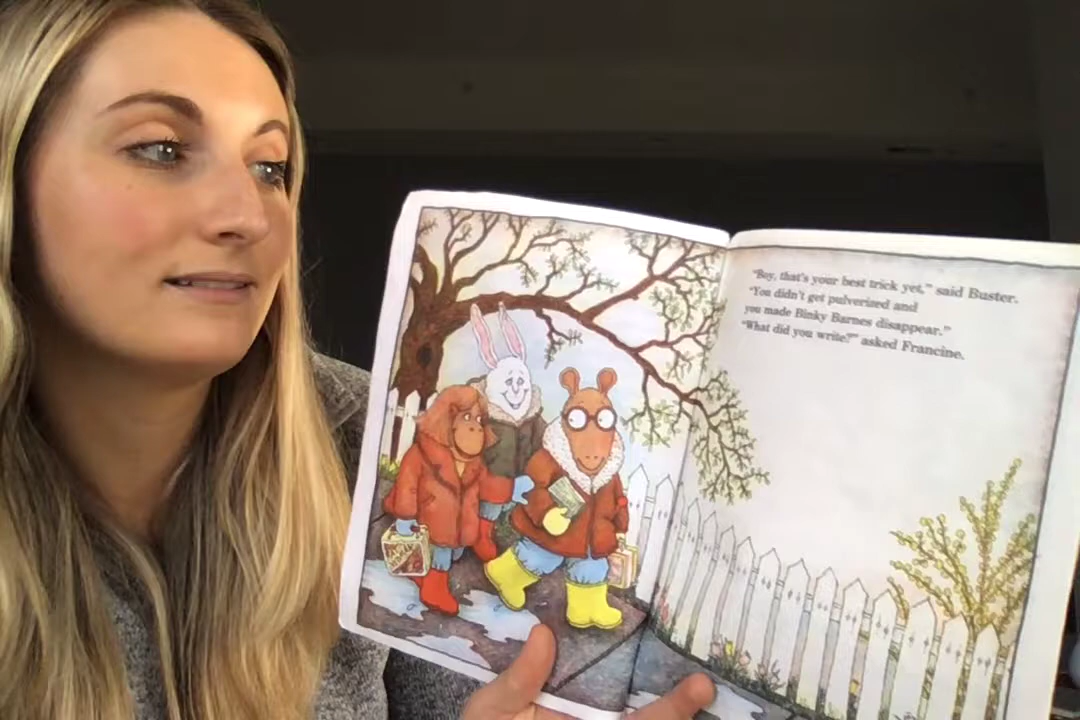 "Boy, that's your best trick yet," said Buster.
"You didn't get pulverized and
you made Binky Barnes disappear."
"What did you write?" asked Francine.